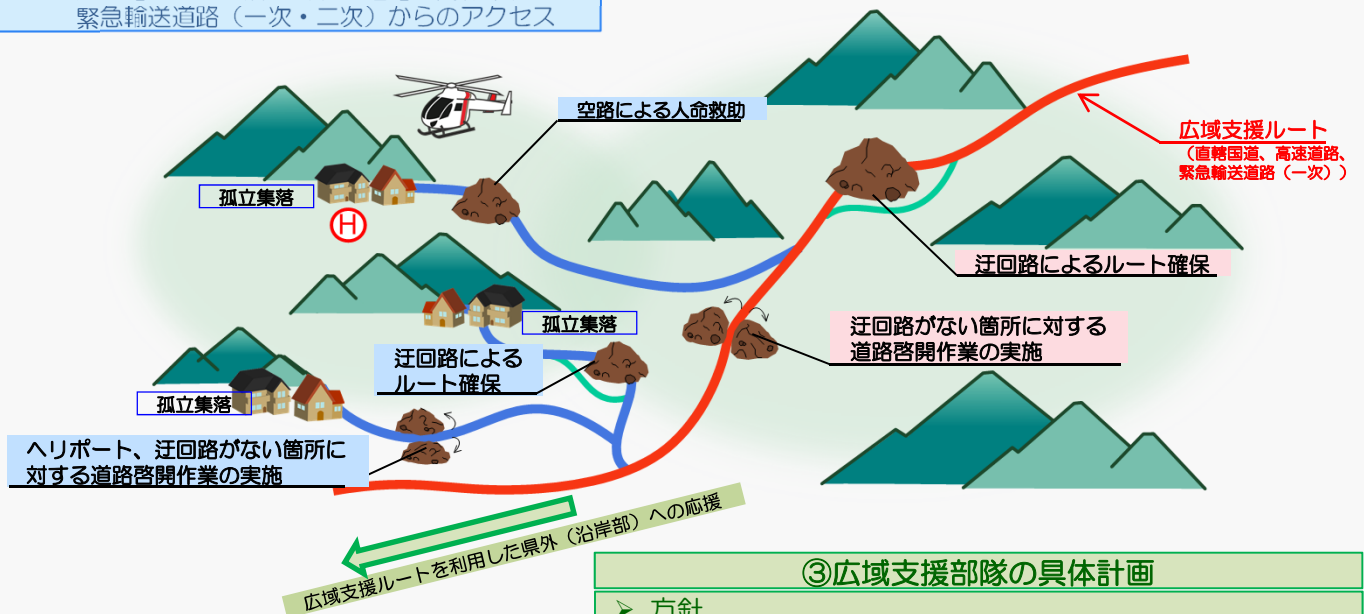 緊急輸送道路（一次・二次）からのアクセス
空路による人命救助
広域支援ルート
（直轄国道、高速道路、
緊急輸送道路（一次））
孤立集落
H
迂回路によるルート確保
孤立集落
迂回路がない箇所に対する
道路啓開作業の実施
迂回路による
ルート確保
孤立集落
ヘリポート、迂回路がない箇所に
対する道路啓開作業の実施
広域支援ルートを利用した県外（沿岸部）への応援
③広域支援部隊の具体計画
➢ 方針